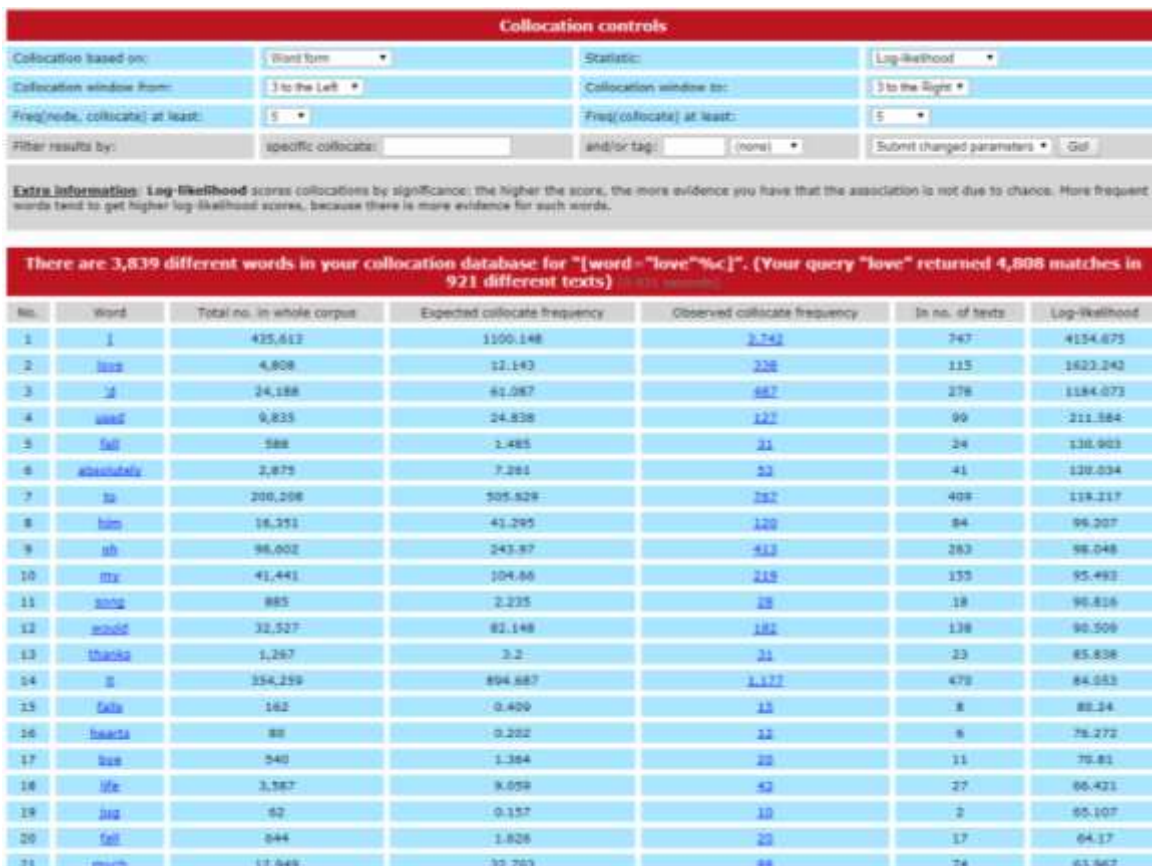 Collocation controls
Collocation based on: Word form Statistic: Log-likelihood
Collocation window from: 3 to the Left Collocation window to: 3 to the Right
Freq(node, collocate) at least: 5 Freq(collocate) at least: 5
Filter results by: specific collocate: and/or tag: (none) Submit changed parameters Go!
Extra information: Log-likelihood scores collocations by significance: the higher the score, the more evidence you have that the association is not due to chance. More frequent
words tend to get higher log-likelihood scores, because there is more evidence for such words.
There are 3,839 different words in your collocation database for "[word="love"%c]". (Your query "love" returned 4,808 matches in
921 different texts)
No. Word Total no. in whole corpus Expected collocate frequency Observed collocate frequency In no. of texts Log-likelihood
1 I 435,613 1100.148 3,742 747 4154.675
2 love 4,808 12.143 338 115 1623.242
3 'd 24,188 61.087 487 278 1184.073
4 used 9,835 24.838 127 99 211.584
5 fall 588 1.485 31 24 130.903
6 absolutely 2,875 7.261 53 41 120.034
7 to 200,208 505.629 787 409 119.217
8 him 16,351 41.295 120 84 99.207
9 oh 96,602 243.97 413 263 98.048
10 my 41,441 104.66 219 155 95.493
11 song 885 2.235 28 18 90.816
12 would 32,527 82.148 182 138 90.509
13 thanks 1,267 3.2 31 23 85.838
14 it 354,259 894.687 1,177 470 84.053
15 falls 162 0.409 15 8 80.24
16 hearts 80 0.202 12 6 76.272
17 bye 540 1.364 20 11 70.81
18 life 3,587 9.059 43 27 66.421
19 jug 62 0.157 10 2 65.107
20 fell 644 1.626 20 17 64.17
21 much 12,949 32.703 88 74 63.967